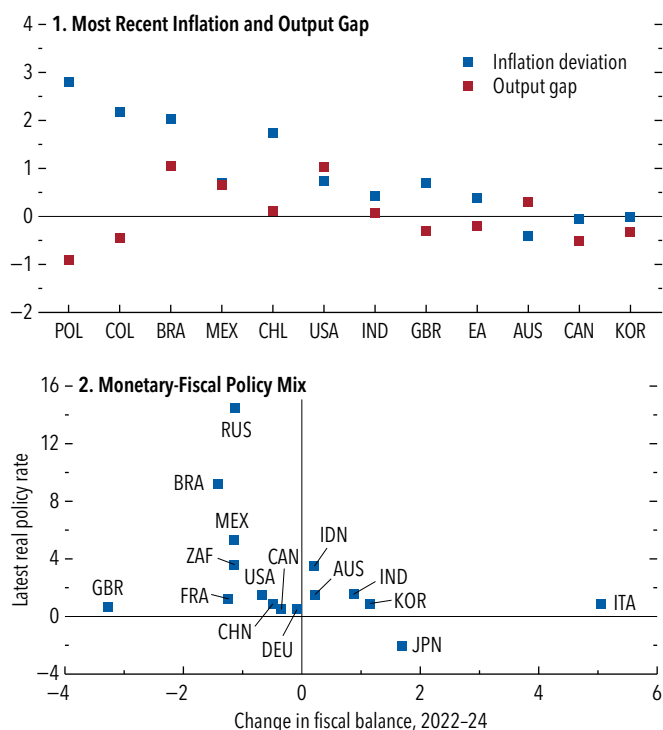 1. Most Recent Inflation and Output Gap
Inflation deviation
Output gap
4
3
2
1
0
−1
−2
POL COL BRA MEX CHL USA IND GBR EA AUS CAN KOR
2. Monetary-Fiscal Policy Mix
Latest real policy rate
16
12
8
4
0
−4
RUS
BRA
MEX
ZAF
USA
CAN
IDN
AUS
IND
GBR
FRA
CHN
DEU
KOR
ITA
JPN
−4 −2 0 2 4 6
Change in fiscal balance, 2022–24